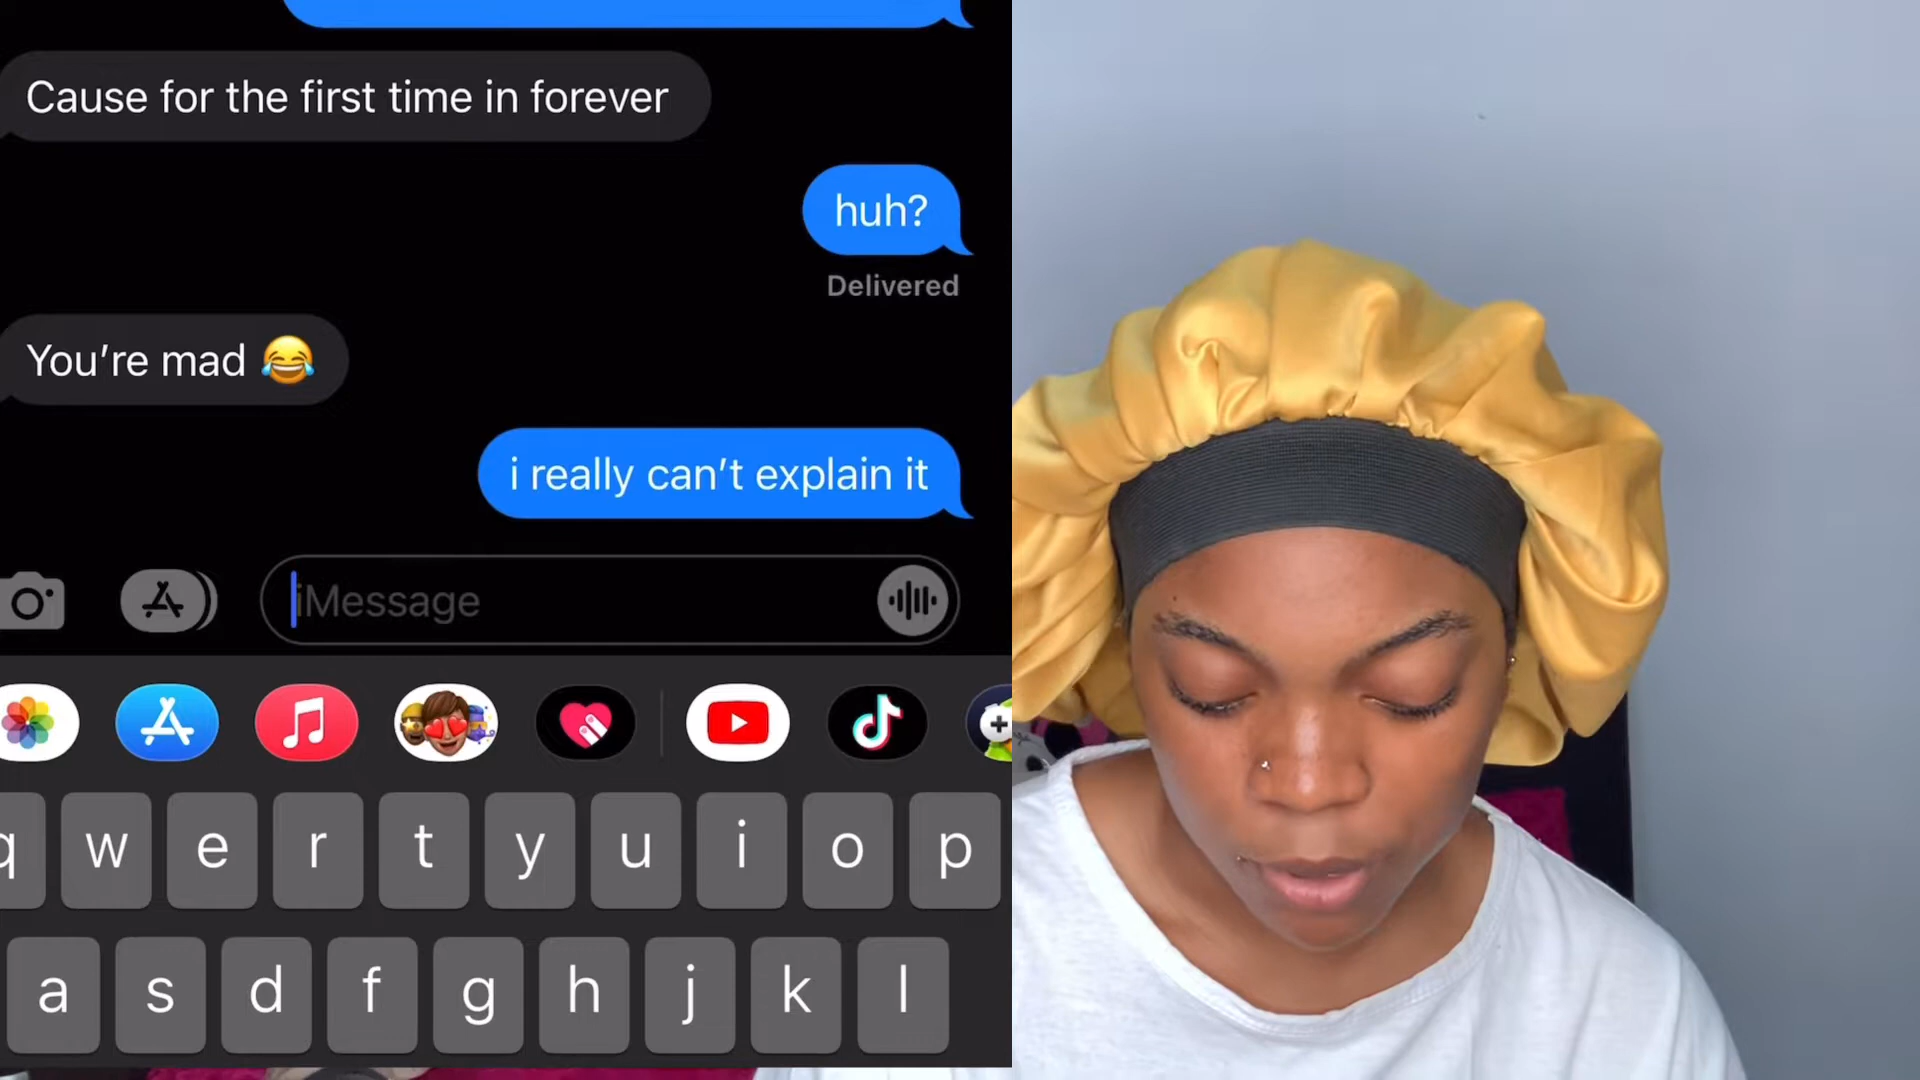 Cause for the first time in forever
huh?
Delivered
You're mad 😂
i really can't explain it
iMessage
q w e r t y u i o p
a s d f g h j k l